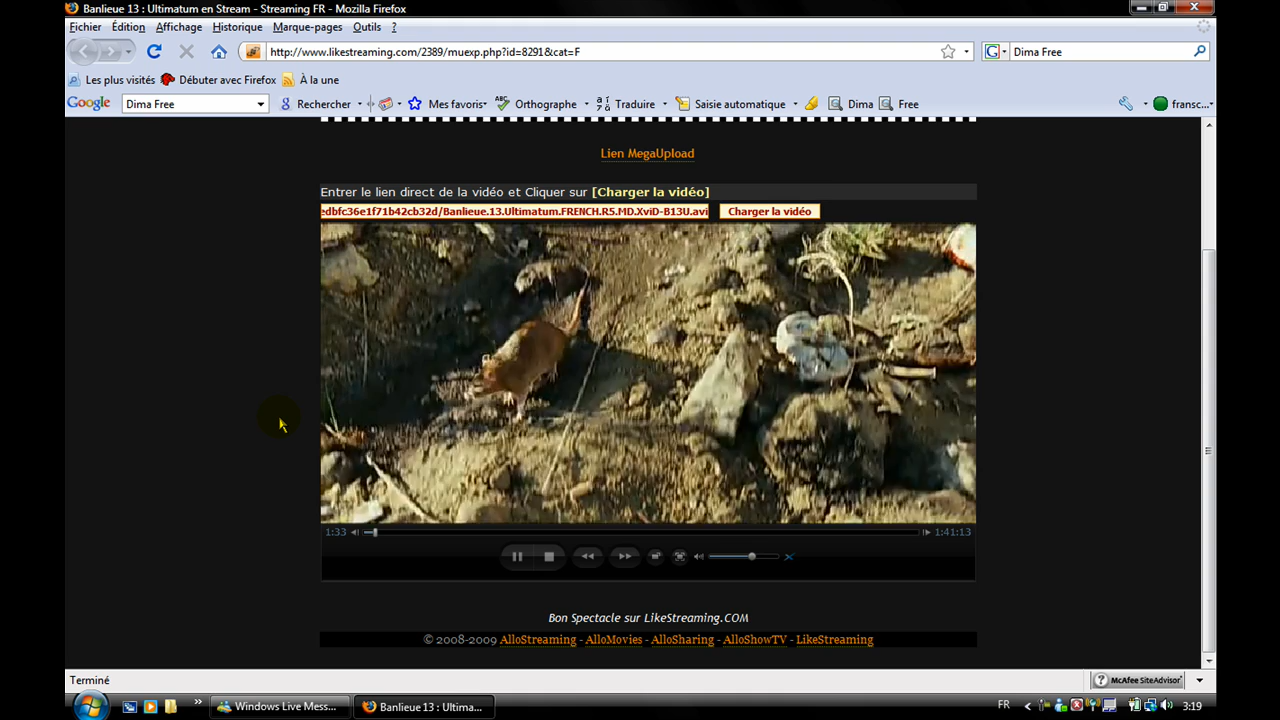 Banlieue 13 : Ultimatum en Stream - Streaming FR - Mozilla Firefox
Fichier Édition Affichage Historique Marque-pages Outils ?
http://www.likestreaming.com/2389/muexp.php?id=8291&cat=F
G Dima Free
Les plus visités Débuter avec Firefox À la une
Google Dima Free Rechercher Mes favoris ABC Orthographe Traduire Saisie automatique Dima Free fransc...
Lien MegaUpload
Entrer le lien direct de la vidéo et Cliquer sur [Charger la vidéo]
edbfc36e1f71b42cb32d/Banlieue.13.Ultimatum.FRENCH.R5.MD.XviD-B13U.avi Charger la vidéo
1:33 1:41:13
Bon Spectacle sur LikeStreaming.COM
© 2008-2009 AlloStreaming - AlloMovies - AlloSharing - AlloShowTV - LikeStreaming
Terminé McAfee SiteAdvisor
Windows Live Mess... Banlieue 13 : Ultima... FR 3:19